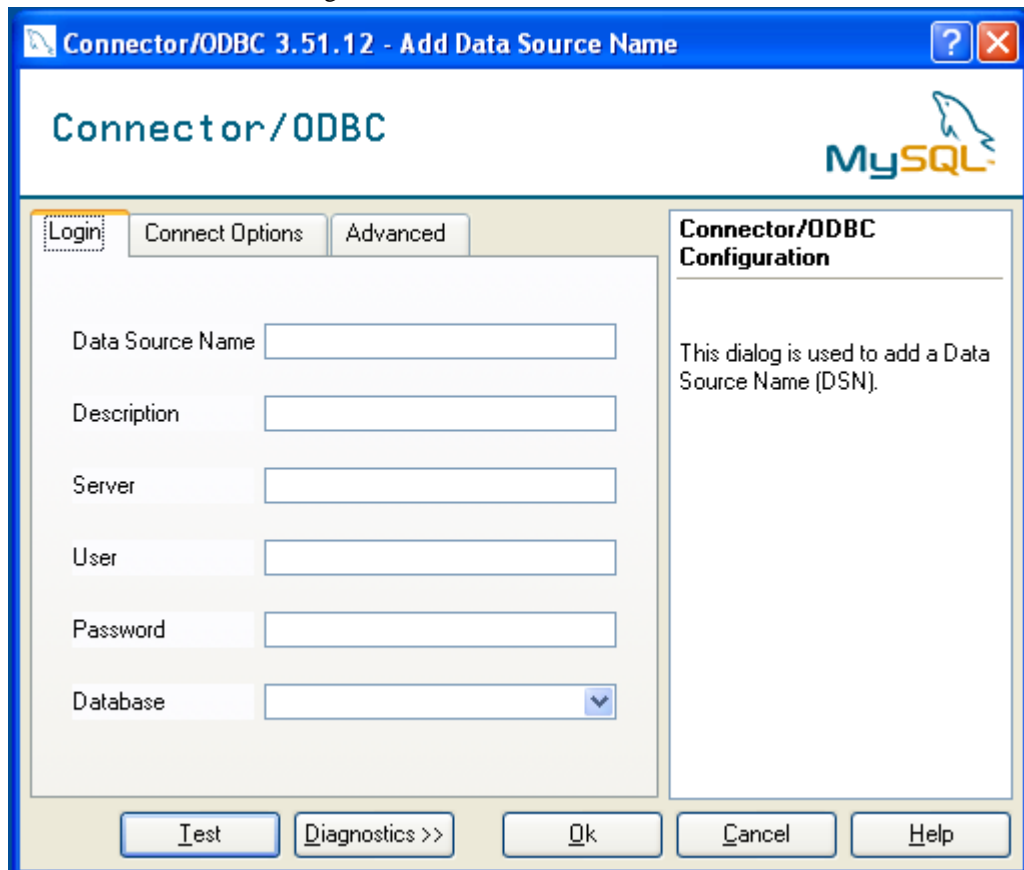 Connector/ODBC 3.51.12 - Add Data Source Name
Connector/ODBC
MySQL
Login
Connect Options
Advanced
Data Source Name
Description
Server
User
Password
Database
Connector/ODBC
Configuration
This dialog is used to add a Data
Source Name (DSN).
Test
Diagnostics >>
Ok
Cancel
Help